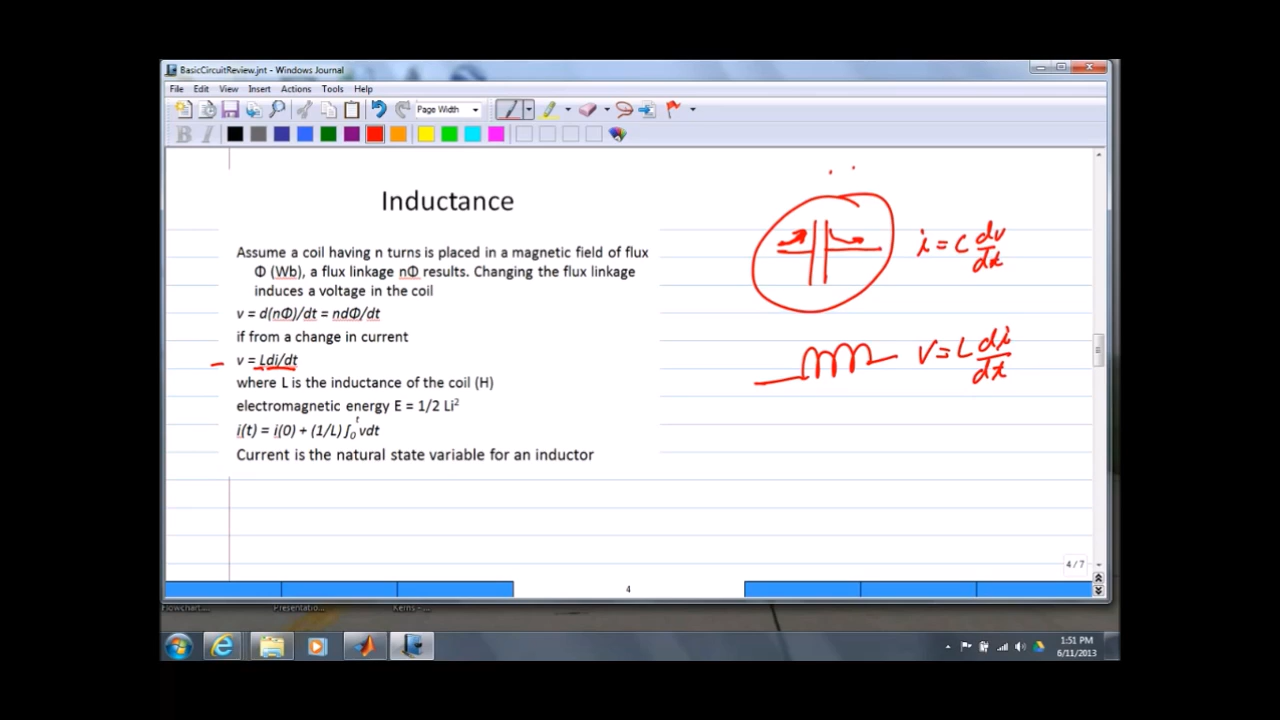 BasicCircuitReview.jnt - Windows Journal
File Edit View Insert Actions Tools Help
Page Width
B I
Inductance
Assume a coil having n turns is placed in a magnetic field of flux
Φ (Wb), a flux linkage nΦ results. Changing the flux linkage
induces a voltage in the coil
v = d(nΦ)/dt = ndΦ/dt
if from a change in current
v = Ldi/dt
where L is the inductance of the coil (H)
electromagnetic energy E = 1/2 Li²
i(t) = i(0) + (1/L) ∫₀ᵗ vdt
Current is the natural state variable for an inductor
i = C dv/dt
v = L di/dt
4 / 7
4
Flowchart....
Presentatio...
Kerns - ...
1:51 PM
6/11/2013